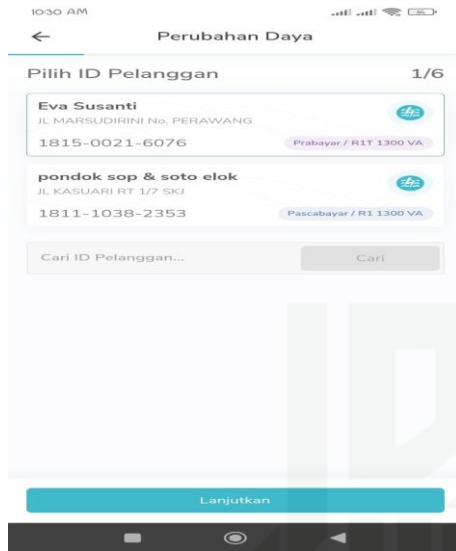 10:30 AM
Perubahan Daya
Pilih ID Pelanggan 1/6
Eva Susanti
JL MARSUDIRINI No. PERAWANG
1815-0021-6076 Prabayar / R1T 1300 VA
pondok sop & soto elok
JL KASUARI RT 1/7 SKJ
1811-1038-2353 Pascabayar / R1 1300 VA
Cari ID Pelanggan... Cari
Lanjutkan